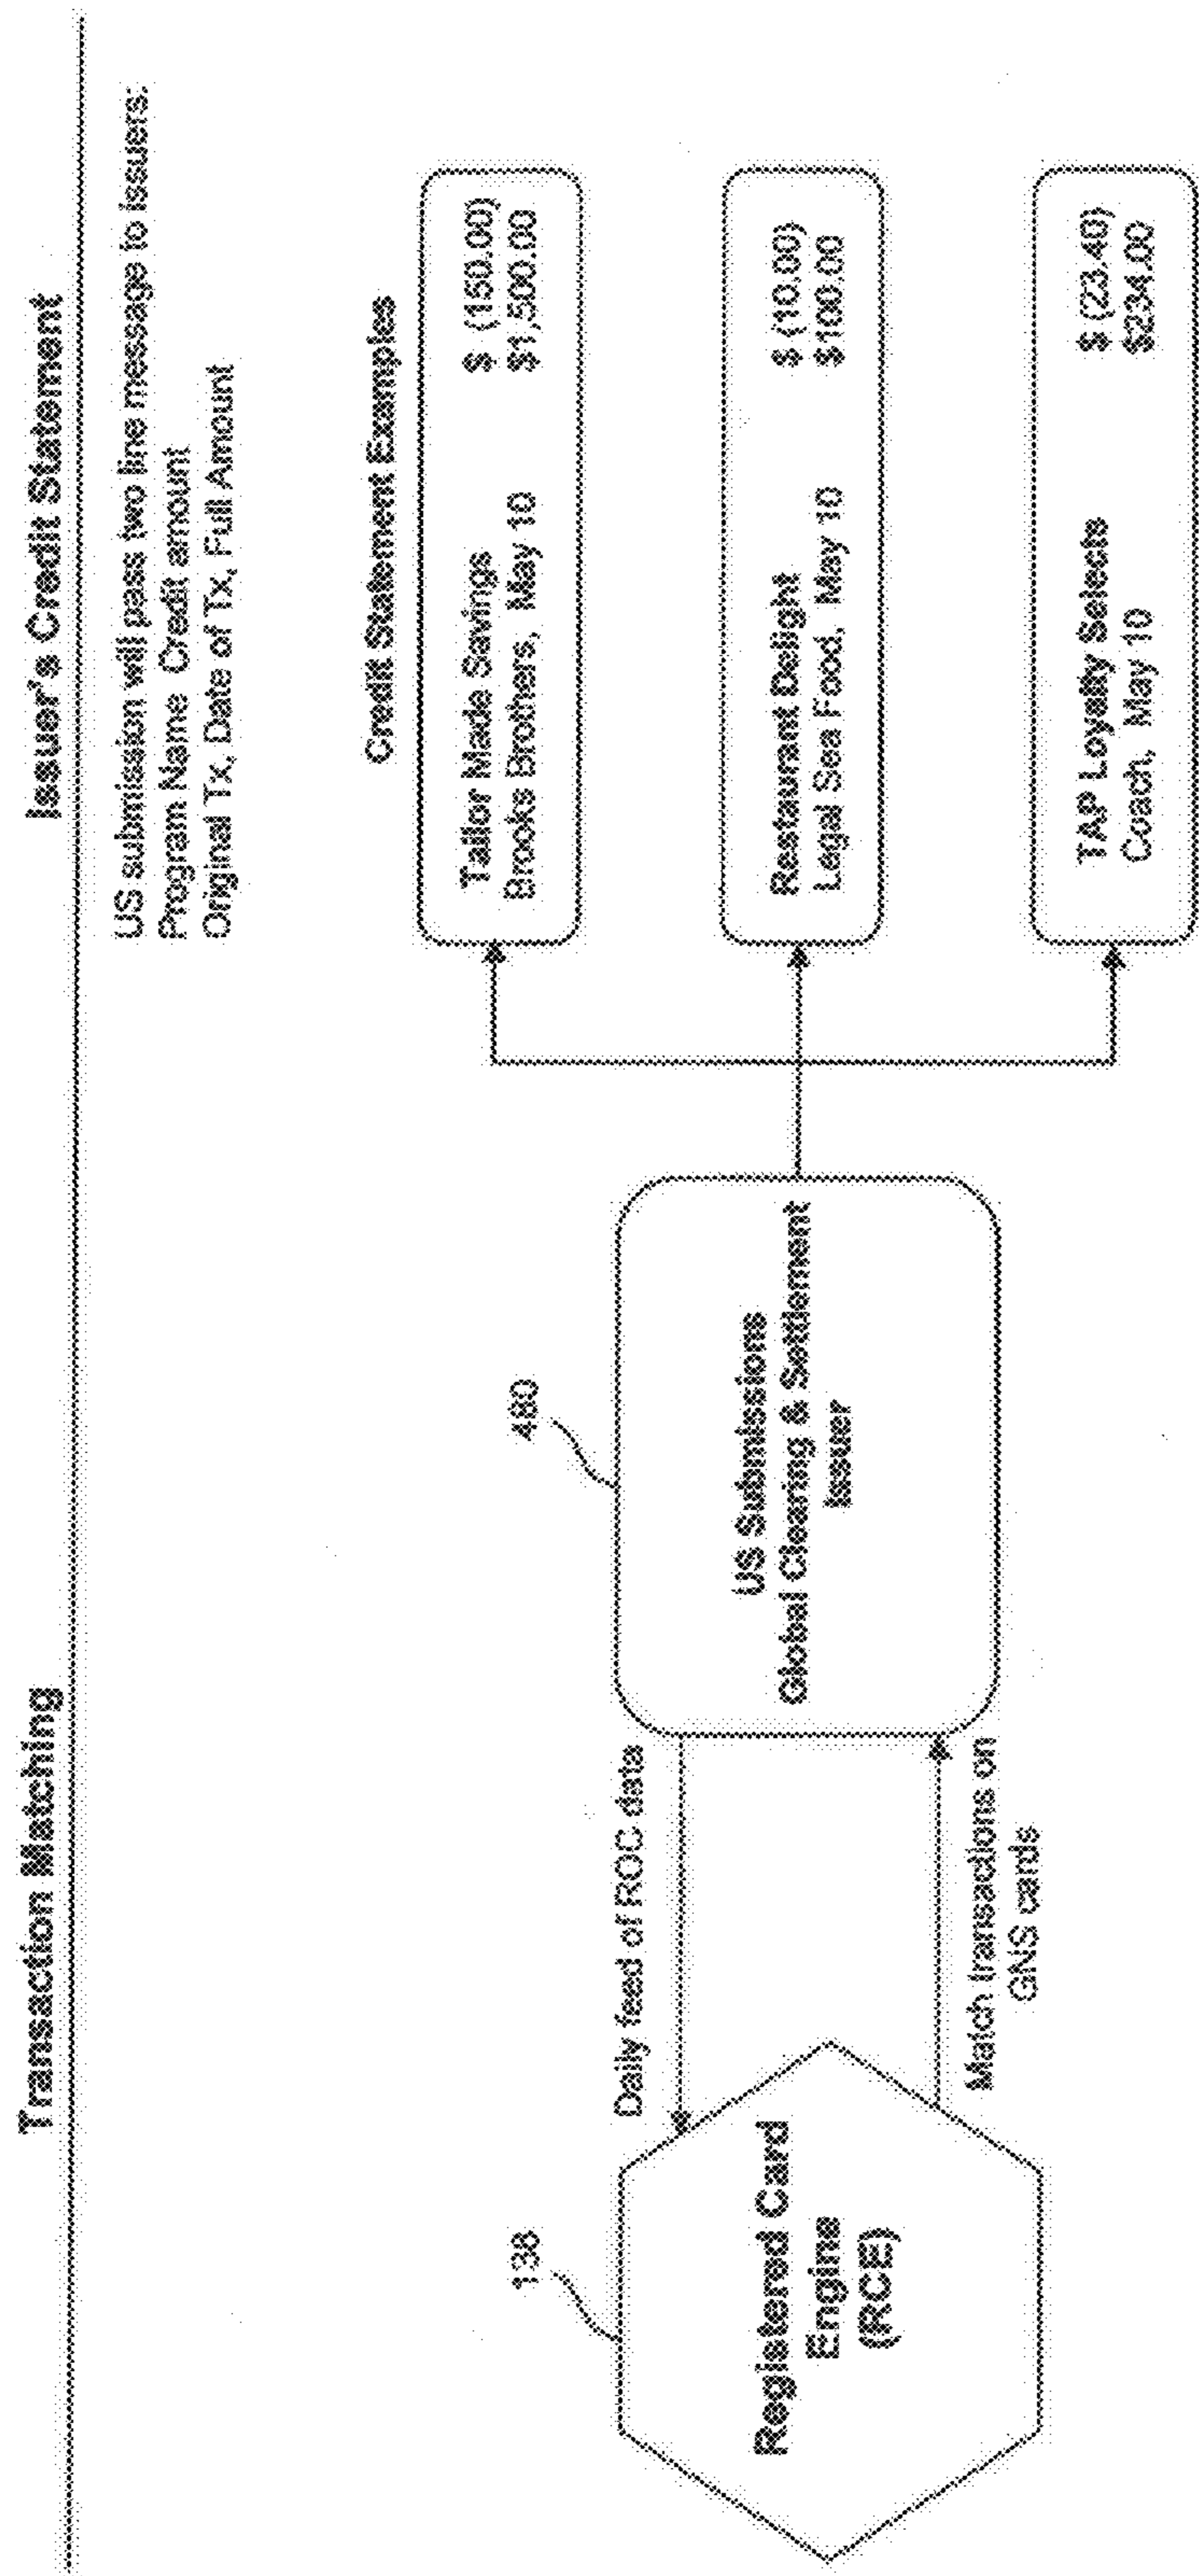 Transaction Matching
Issuer's Credit Statement
US submission will pass two line message to issuers:
Program Name Credit amount
Original Tx, Date of Tx, Full Amount
138
Registered Card
Engine
(RCE)
Daily feed of ROC data
Match transactions on
GNS cards
480
US Submissions
Global Clearing & Settlement
Issuer
Credit Statement Examples
Tailor Made Savings $ (150.00)
Brooks Brothers, May 10 $1,500.00
Restaurant Delight $ (10.00)
Legal Sea Food, May 10 $100.00
TAP Loyalty Selects $ (23.40)
Coach, May 10 $234.00